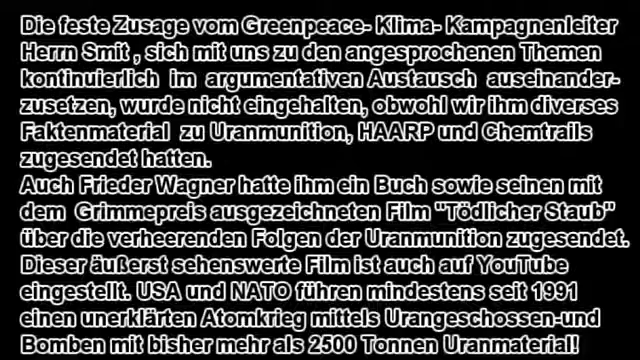 Die feste Zusage vom Greenpeace- Klima- Kampagnenleiter
Herrn Smit , sich mit uns zu den angesprochenen Themen
kontinuierlich im argumentativen Austausch auseinander-
zusetzen, wurde nicht eingehalten, obwohl wir ihm diverses
Faktenmaterial zu Uranmunition, HAARP und Chemtrails
zugesendet hatten.
Auch Frieder Wagner hatte ihm ein Buch sowie seinen mit
dem Grimmepreis ausgezeichneten Film "Tödlicher Staub"
über die verheerenden Folgen der Uranmunition zugesendet.
Dieser äußerst sehenswerte Film ist auch auf YouTube
eingestellt. USA und NATO führen mindestens seit 1991
einen unerklärten Atomkrieg mittels Urangeschossen-und
Bomben mit bisher mehr als 2500 Tonnen Uranmaterial!